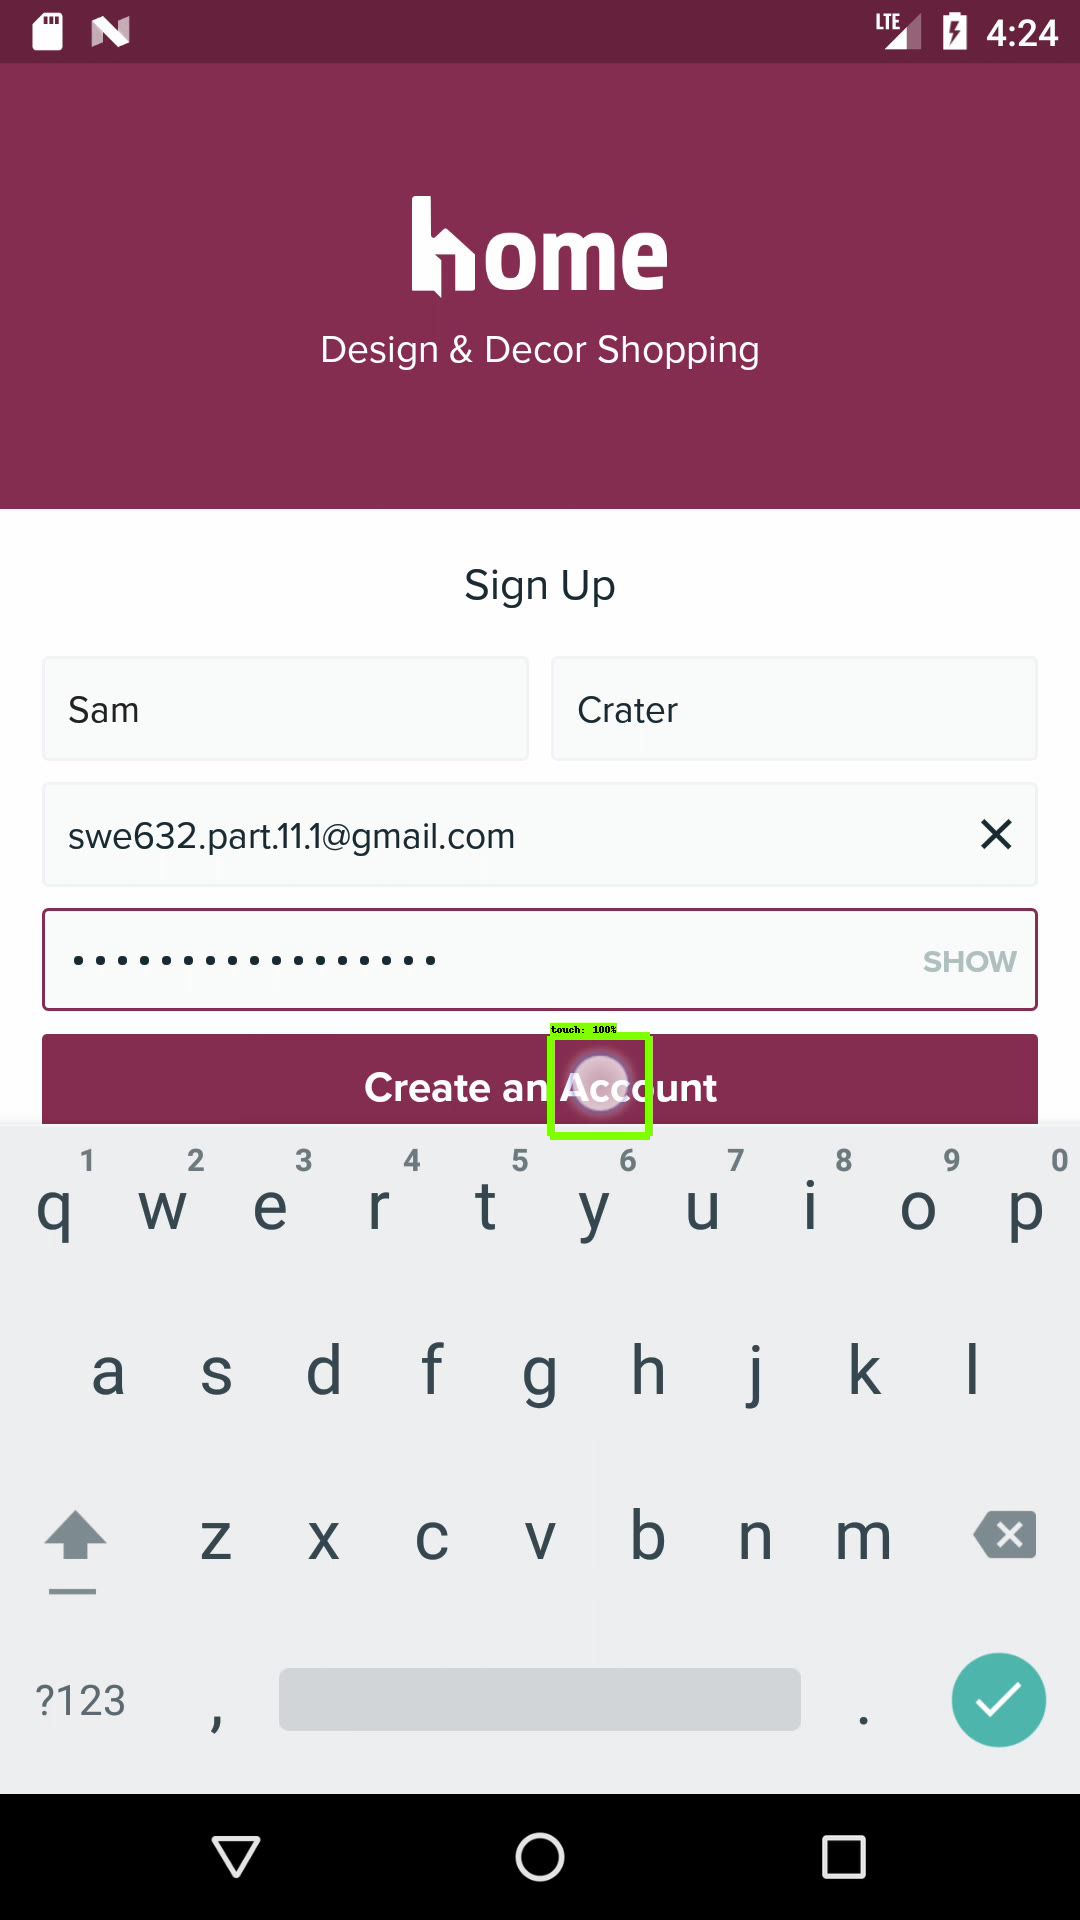 LTE 4:24
home
Design & Decor Shopping
Sign Up
Sam Crater
swe632.part.11.1@gmail.com
SHOW
touch: 100%
Create an Account
1 2 3 4 5 6 7 8 9 0
q w e r t y u i o p
a s d f g h j k l
z x c v b n m
?123 , .